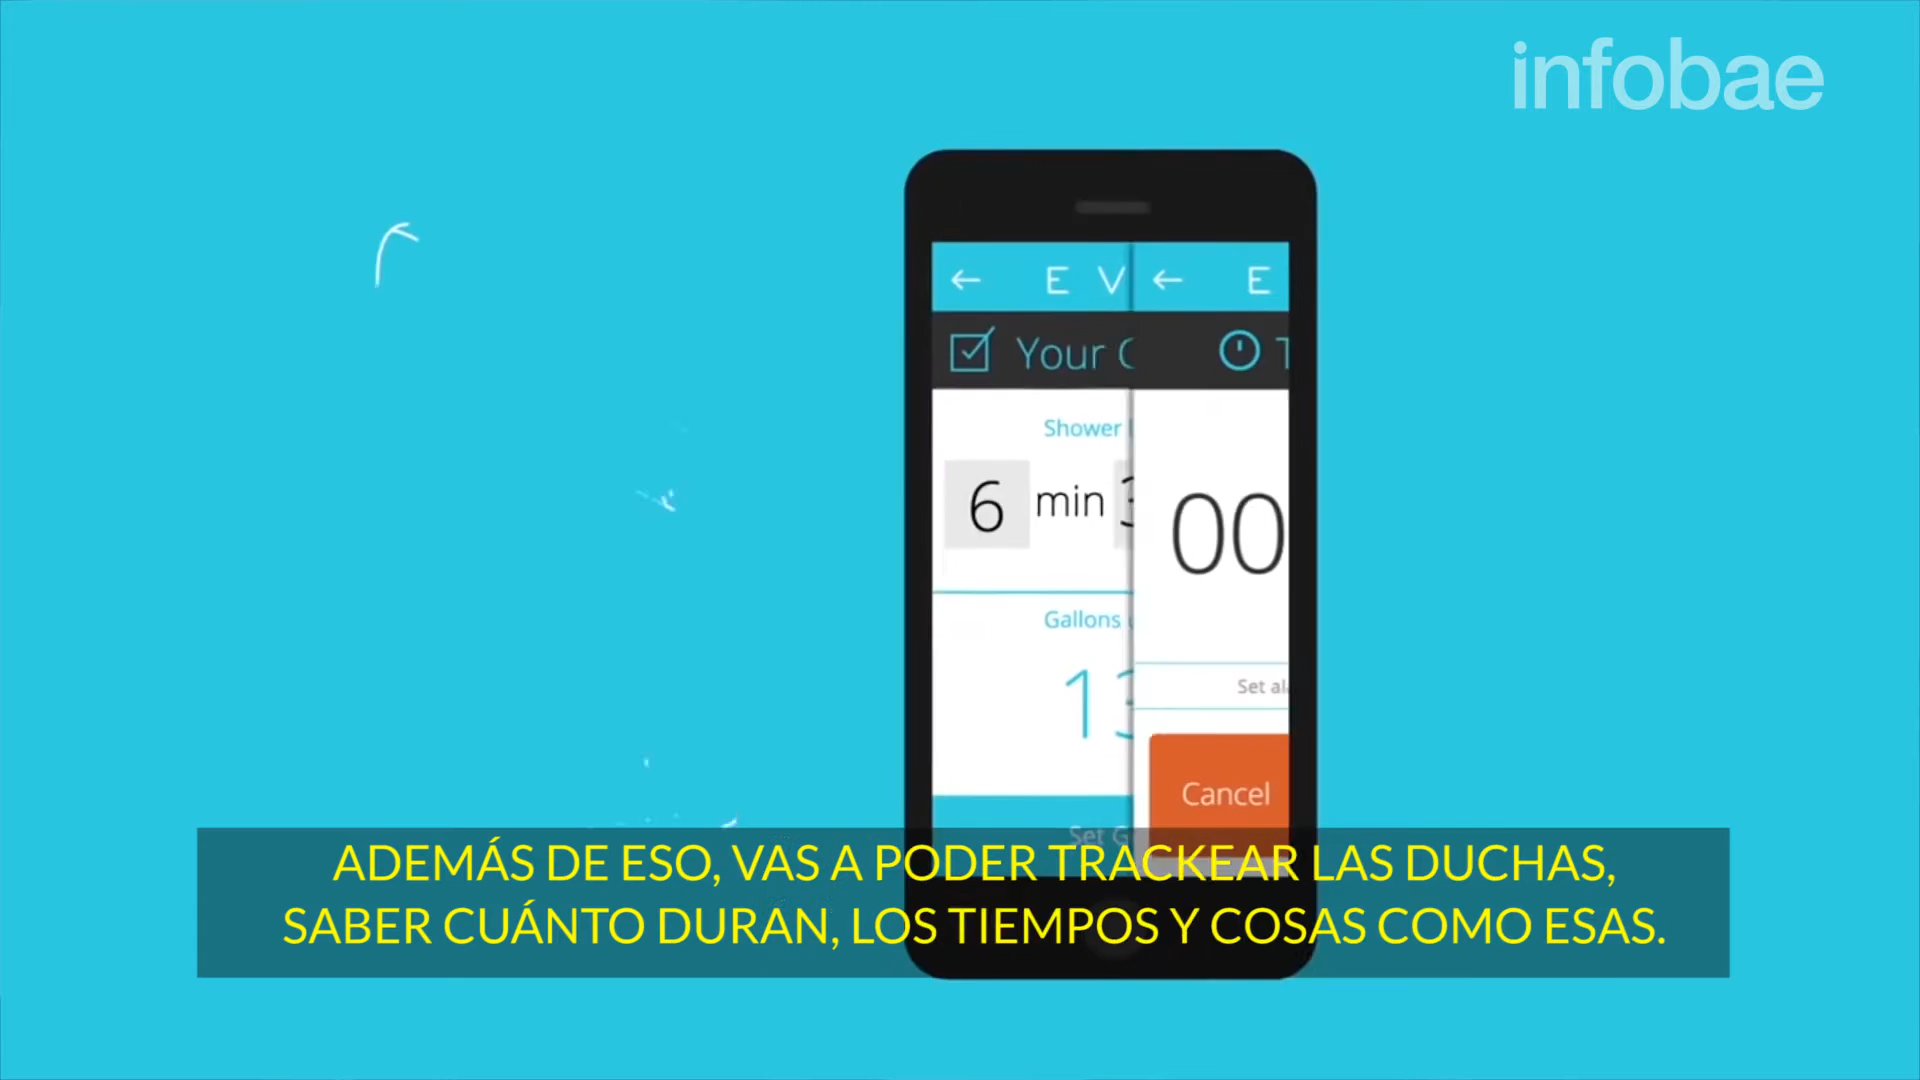 infobae
← E V
← E
Your
Shower
6 min
00
Gallons
Set
Cancel
ADEMÁS DE ESO, VAS A PODER TRACKEAR LAS DUCHAS,
SABER CUÁNTO DURAN, LOS TIEMPOS Y COSAS COMO ESAS.